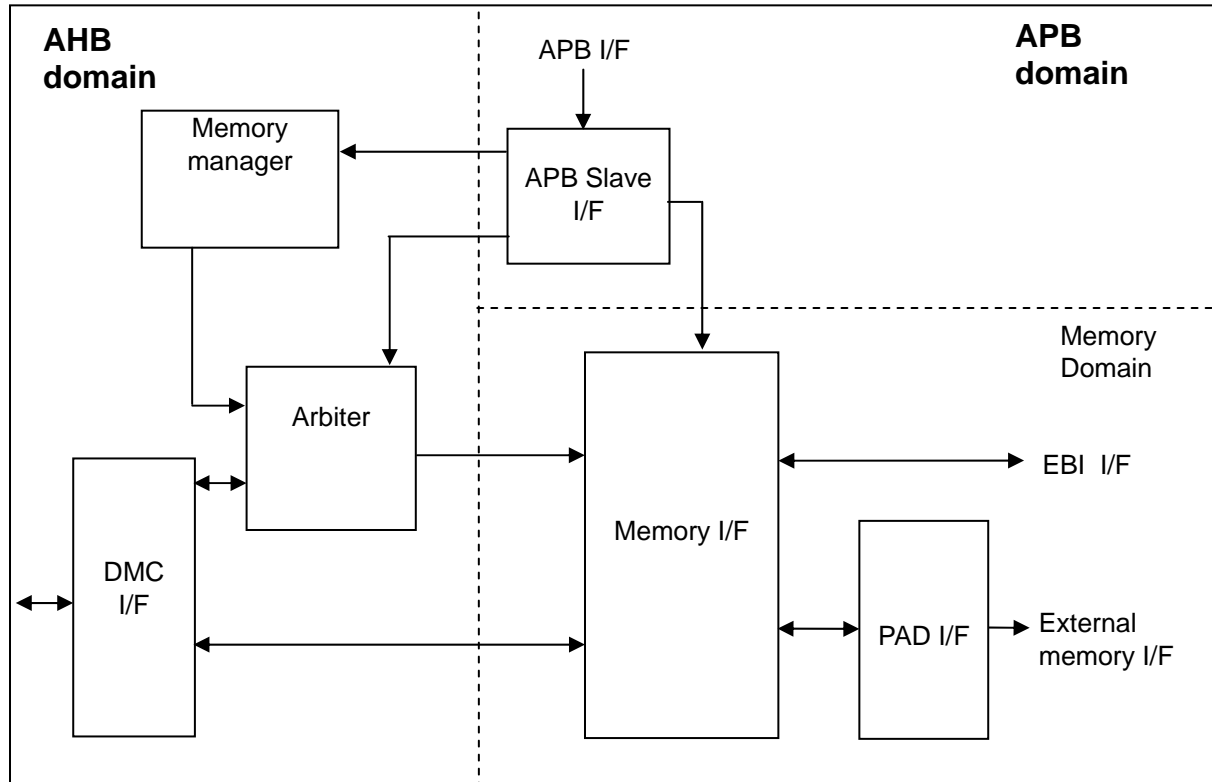 AHB
domain
APB I/F
APB
domain
Memory
manager
APB Slave
I/F
Memory
Domain
Arbiter
EBI I/F
Memory I/F
DMC
I/F
PAD I/F
External
memory I/F